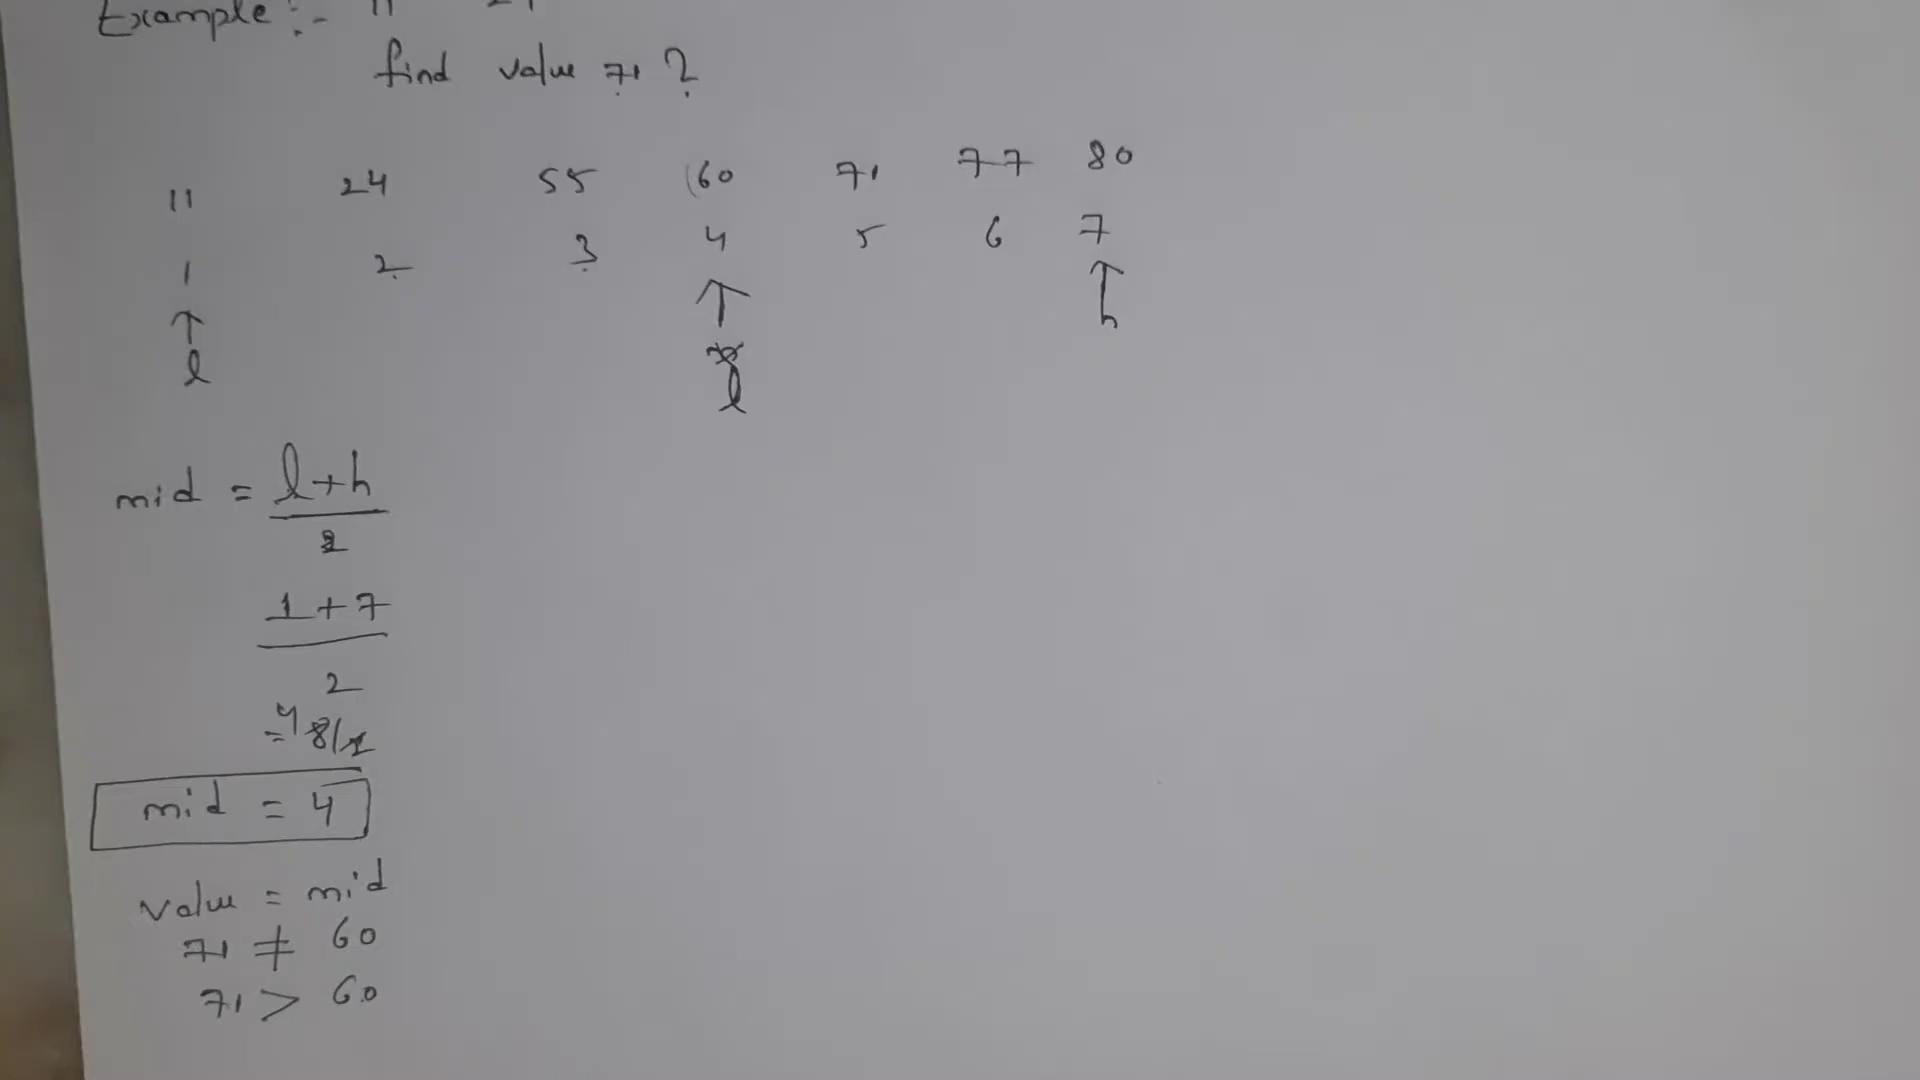 Example :-
find value 71 ?
11 24 55 60 71 77 80
1 2 3 4 5 6 7
↑ ↑ ↑
l l h
mid = l+h
2
1+7
2
= 4 8/2
mid = 4
value = mid
71 ≠ 60
71 > 60